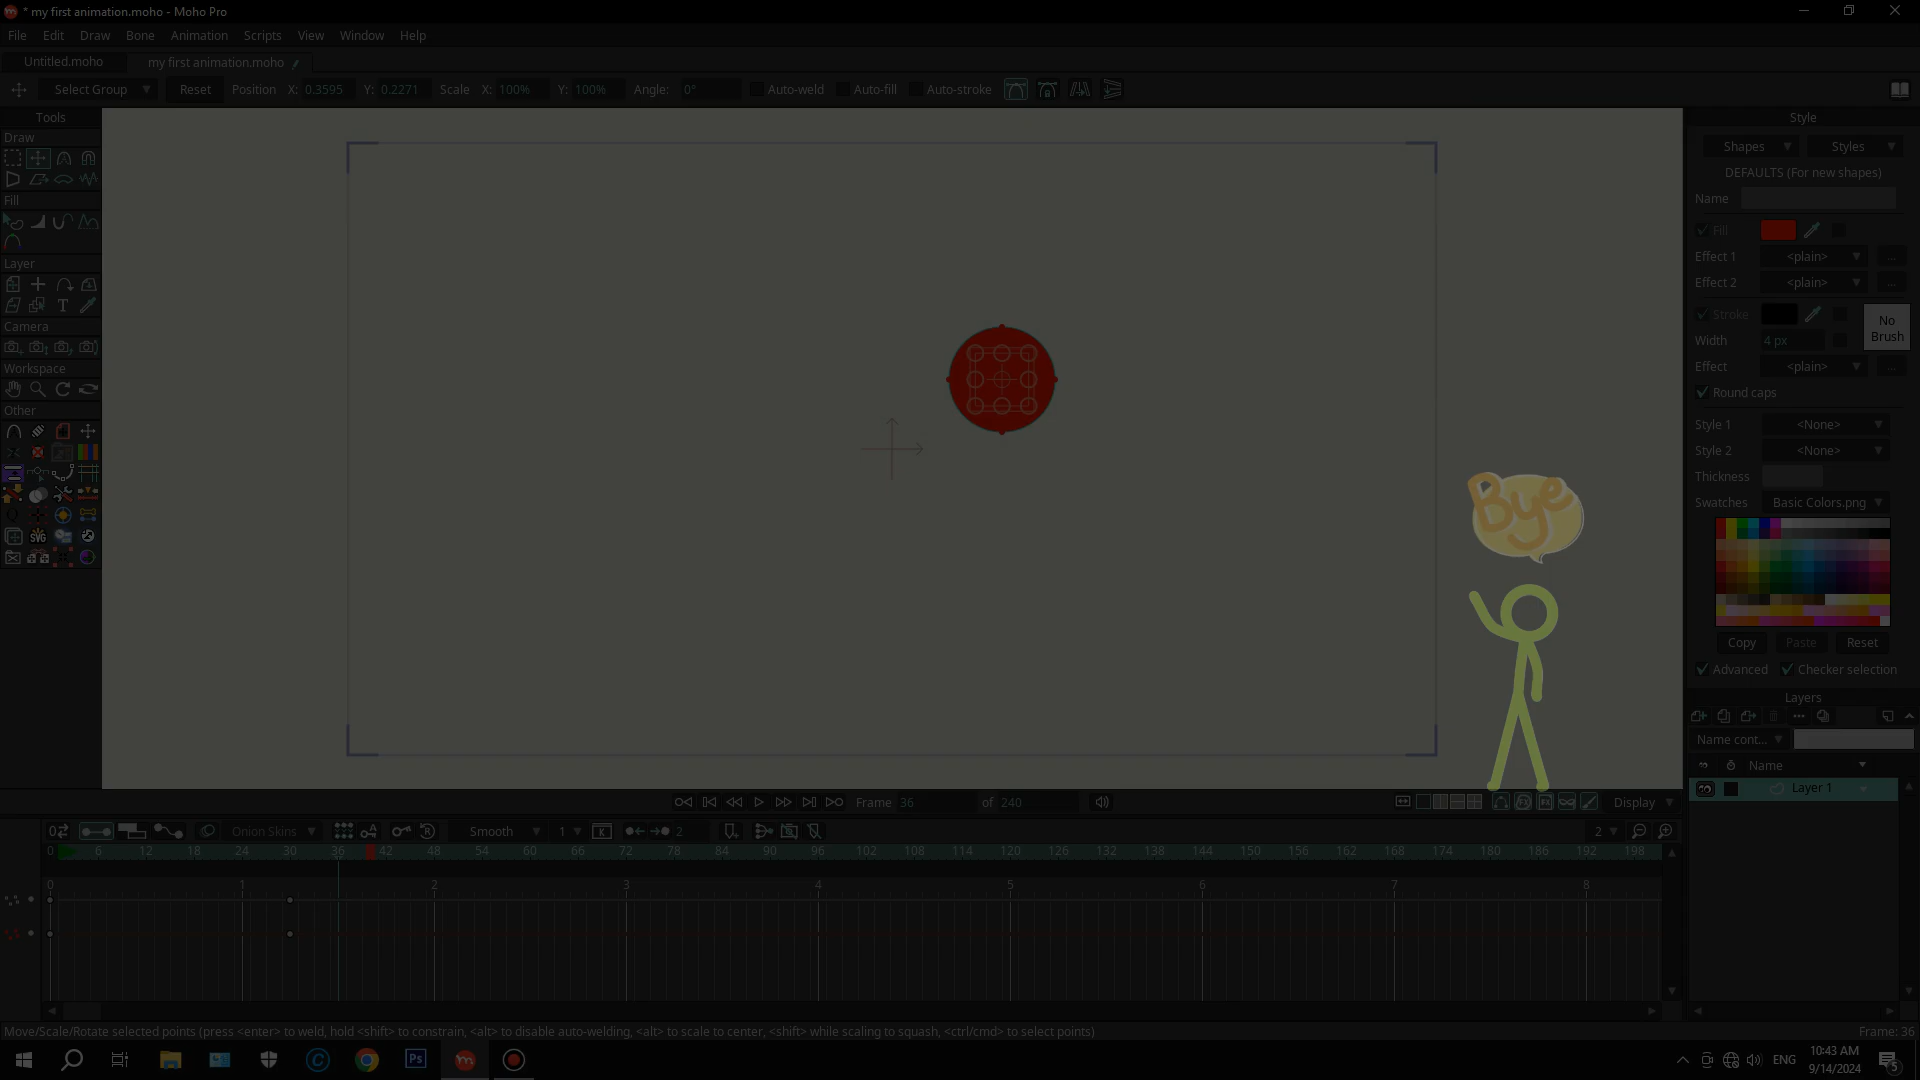 * my first animation.moho - Moho Pro
File Edit Draw Bone Animation Scripts View Window Help
Untitled.moho my first animation.moho
Select Group Reset Position X: 0.3595 Y: 0.2271 Scale X: 100% Y: 100% Angle: 0° Auto-weld Auto-fill Auto-stroke
Tools
Draw
Fill
Layer
Camera
Workspace
Other
SVG
Bye
Style
Shapes Styles
DEFAULTS (For new shapes)
Name
Fill
Effect 1 <plain> ...
Effect 2 <plain> ...
Stroke
No Brush
Width 4 px
Effect <plain> ...
Round caps
Style 1 <None>
Style 2 <None>
Thickness
Swatches Basic Colors.png
Copy Paste Reset
Advanced Checker selection
Layers
Name cont...
Name
Layer 1
Frame 36 of 240 Display
Onion Skins Smooth 1 2 2
0 6 12 18 24 30 36 42 48 54 60 66 72 78 84 90 96 102 108 114 120 126 132 138 144 150 156 162 168 174 180 186 192 198
0 1 2 3 4 5 6 7 8
Move/Scale/Rotate selected points (press <enter> to weld, hold <shift> to constrain, <alt> to disable auto-welding, <alt> to scale to center, <shift> while scaling to squash, <ctrl/cmd> to select points) Frame: 36
Ps
ENG
10:43 AM
9/14/2024
5